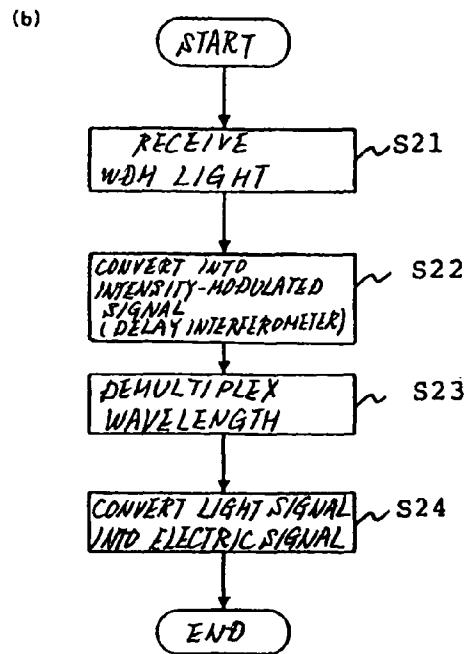 (b)
START
RECEIVE
WDM LIGHT
S21
CONVERT INTO
INTENSITY-MODULATED
SIGNAL
(DELAY INTERFEROMETER)
S22
DEMULTIPLEX
WAVELENGTH
S23
CONVERT LIGHT SIGNAL
INTO ELECTRIC SIGNAL
S24
END